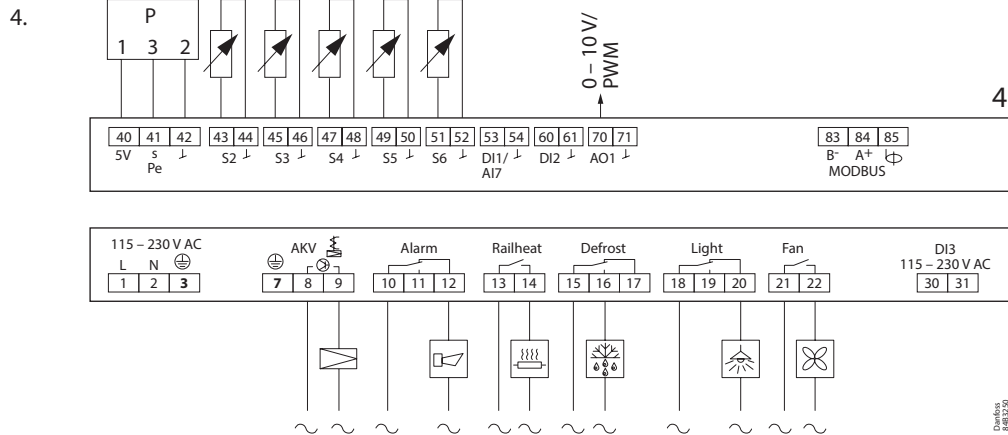 4.
P
1 3 2
0 – 10 V/
PWM
4
40 41 42 43 44 45 46 47 48 49 50 51 52 53 54 60 61 70 71 83 84 85
5V s S2 S3 S4 S5 S6 DI1/ DI2 AO1 B- A+
Pe AI7 MODBUS
115 – 230 V AC AKV Alarm Railheat Defrost Light Fan DI3
L N 115 – 230 V AC
1 2 3 7 8 9 10 11 12 13 14 15 16 17 18 19 20 21 22 30 31
Danfoss